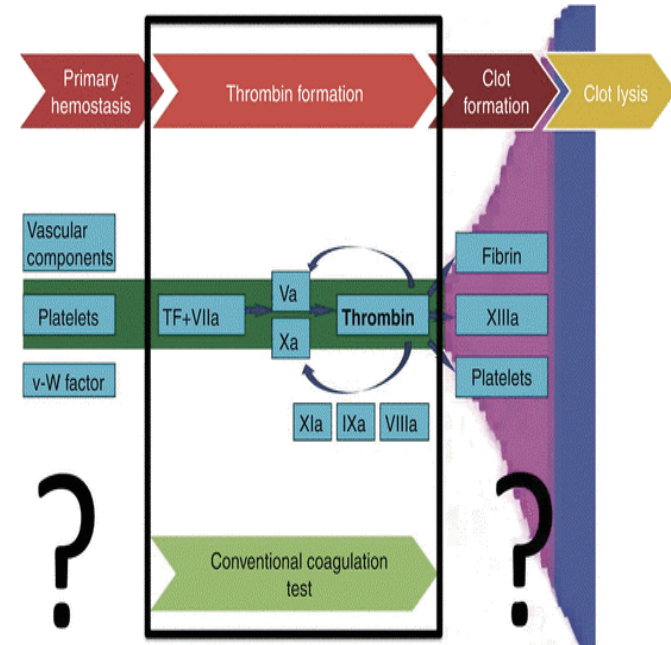 Primary
hemostasis
Thrombin formation
Clot
formation
Clot lysis
Vascular
components
Platelets
v-W factor
TF+VIIa
Va
Xa
Thrombin
XIa
IXa
VIIIa
Fibrin
XIIIa
Platelets
?
?
Conventional coagulation
test